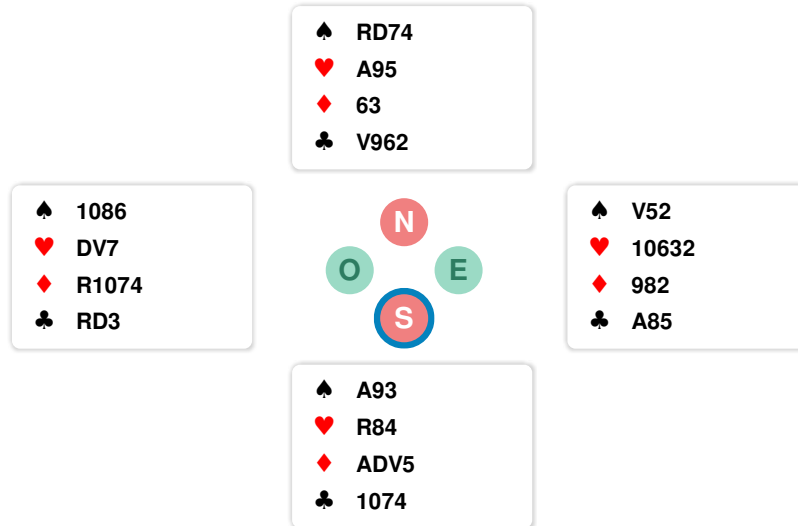 ♠ RD74
♥ A95
♦ 63
♣ V962
♠ 1086
♥ DV7
♦ R1074
♣ RD3
N
O E
S
♠ V52
♥ 10632
♦ 982
♣ A85
♠ A93
♥ R84
♦ ADV5
♣ 1074